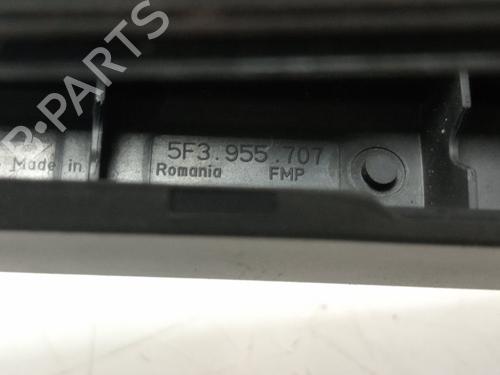 5F3.955.707
Made in Romania FMP
B-PARTS